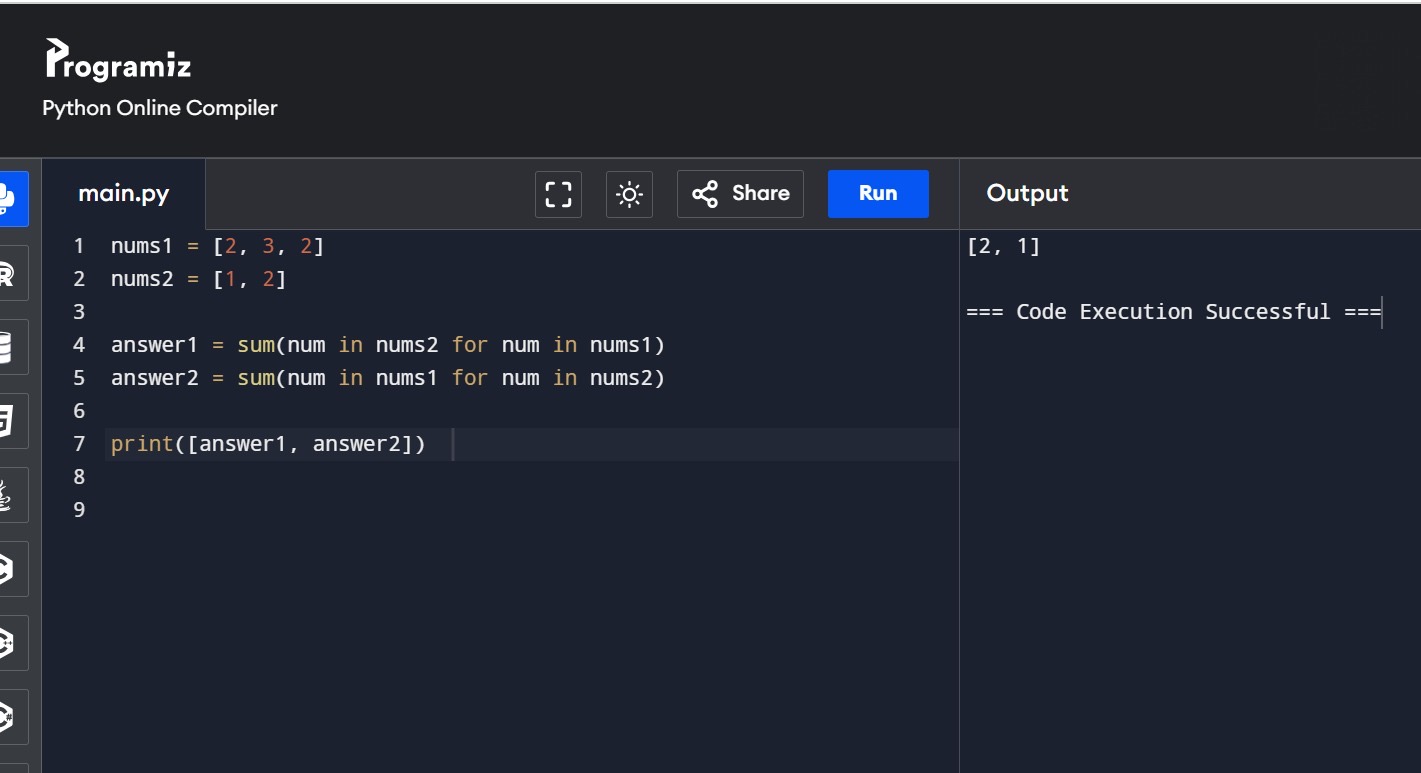 Programiz
Python Online Compiler
main.py
Share
Run
Output
1 nums1 = [2, 3, 2]
2 nums2 = [1, 2]
3
4 answer1 = sum(num in nums2 for num in nums1)
5 answer2 = sum(num in nums1 for num in nums2)
6
7 print([answer1, answer2])
8
9
[2, 1]
=== Code Execution Successful ===